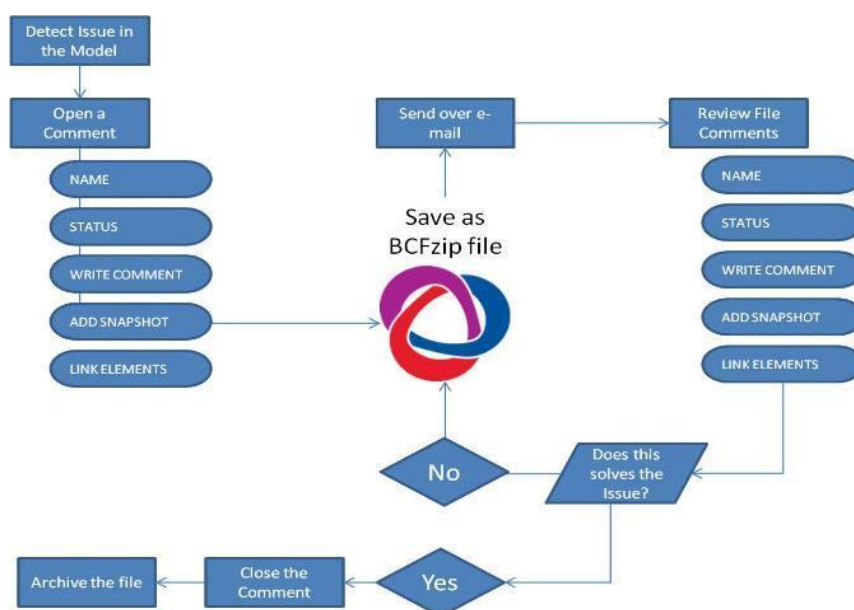 Detect Issue in
the Model
Open a
Comment
NAME
STATUS
WRITE COMMENT
ADD SNAPSHOT
LINK ELEMENTS
Save as
BCFzip file
Send over e-
mail
Review File
Comments
NAME
STATUS
WRITE COMMENT
ADD SNAPSHOT
LINK ELEMENTS
Does this
solves the
Issue?
No
Yes
Close the
Comment
Archive the file